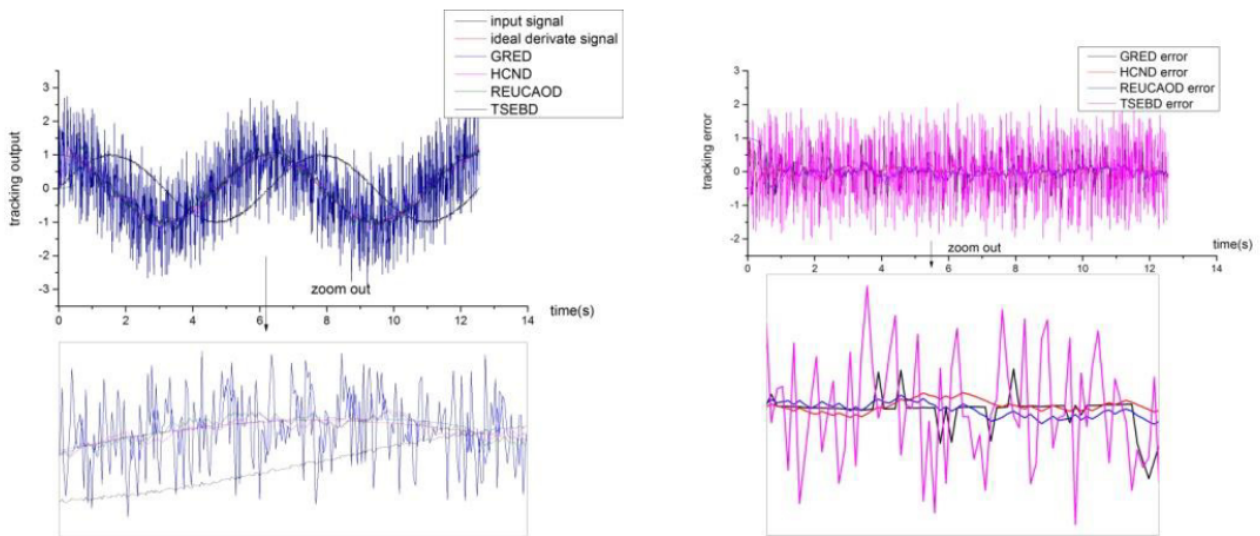 input signal
ideal derivate signal
GRED
HCND
REUCAOD
TSEBD
tracking output
3
2
1
0
-1
-2
-3
zoom out
0 2 4 6 8 10 12 14
time(s)
GRED error
HCND error
REUCAOD error
TSEBD error
tracking error
3
2
1
0
-1
-2
zoom out
time(s)
0 2 4 6 8 10 12 14